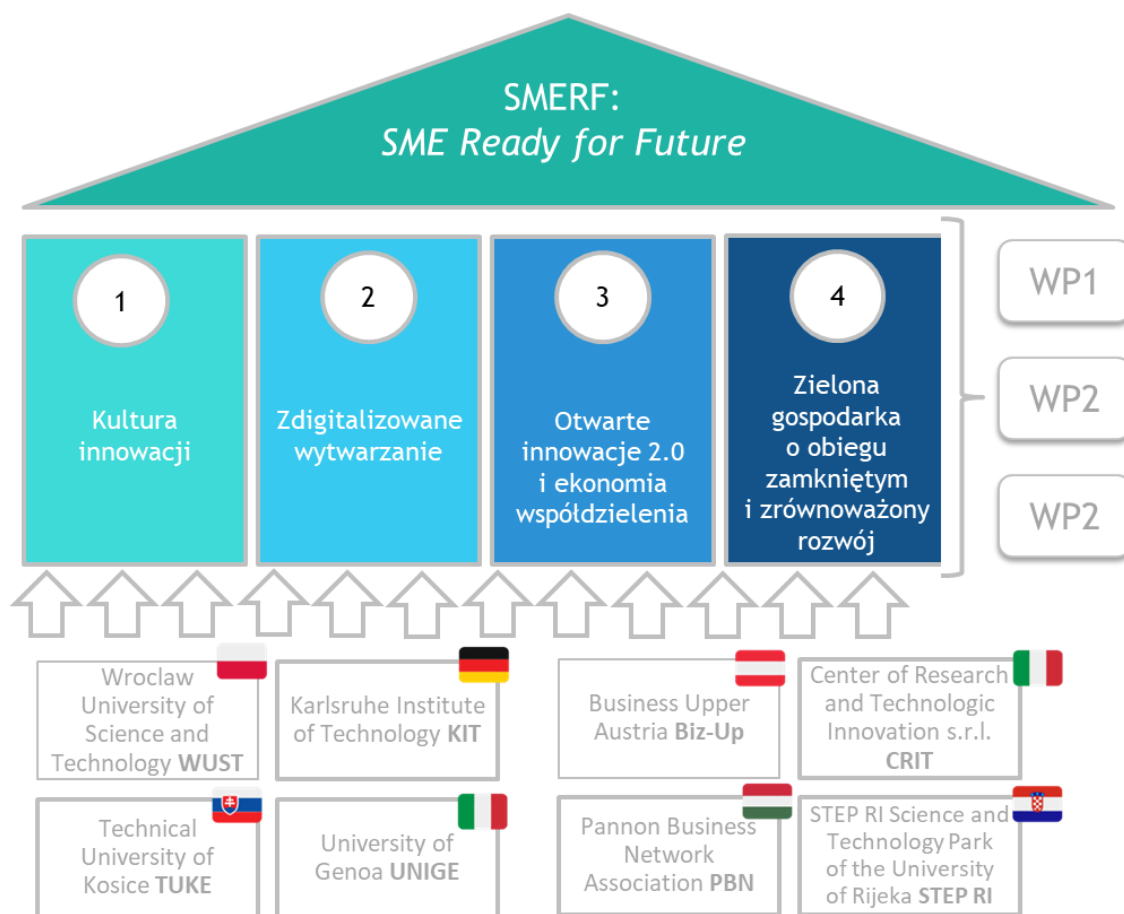 SMERF:
SME Ready for Future
1
Kultura
innowacji
2
Zdigitalizowane
wytwarzanie
3
Otwarte
innowacje 2.0
i ekonomia
współdzielenia
4
Zielona
gospodarka
o obiegu
zamkniętym
i zrównoważony
rozwój
WP1
WP2
WP2
Wroclaw
University of
Science and
Technology WUST
Karlsruhe Institute
of Technology KIT
Business Upper
Austria Biz-Up
Center of Research
and Technologic
Innovation s.r.l.
CRIT
Technical
University of
Kosice TUKE
University of
Genoa UNIGE
Pannon Business
Network
Association PBN
STEP RI Science and
Technology Park
of the University
of Rijeka STEP RI